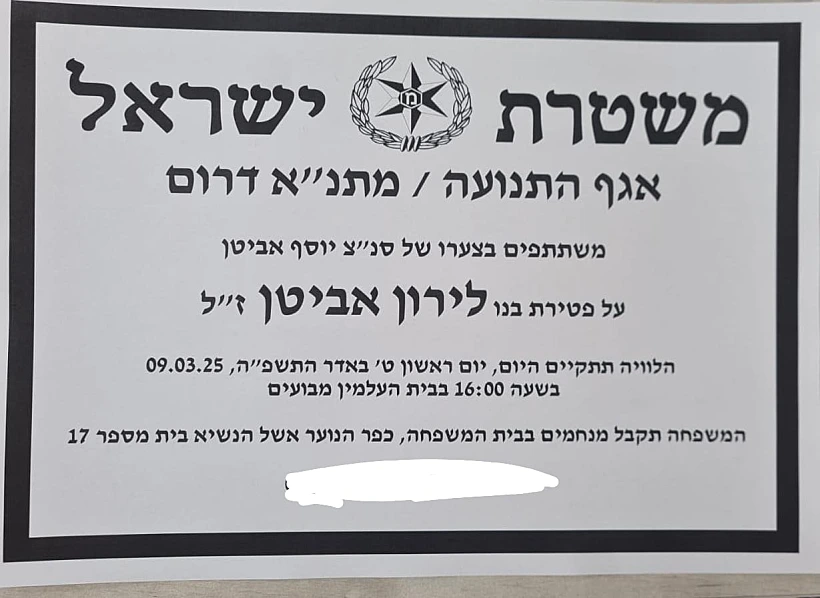 משטרת ישראל
אגף התנועה / מתנ״א דרום
משתתפים בצערו של סנ״צ יוסף אביטן
על פטירת בנו לירון אביטן ז״ל
הלוויה תתקיים היום, יום ראשון ט׳ באדר התשפ״ה, 09.03.25
בשעה 16:00 בבית העלמין מבועים
המשפחה תקבל מנחמים בבית המשפחה, כפר הנוער אשל הנשיא בית מספר 17